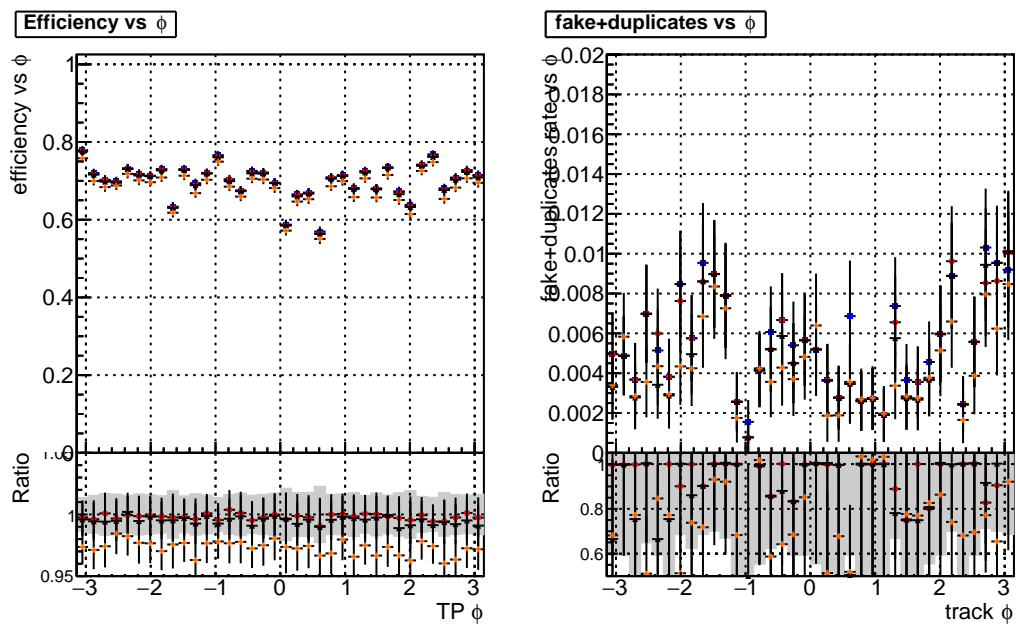 Efficiency vs ϕ
efficiency vs ϕ
1
0.8
0.6
0.4
0.2
0
Ratio
1
0.95
−3 −2 −1 0 1 2 3
TP ϕ
fake+duplicates vs ϕ
fake+duplicates rate vs ϕ
0.02
0.018
0.016
0.014
0.012
0.01
0.008
0.006
0.004
0.002
0
Ratio
1
0.8
0.6
−3 −2 −1 0 1 2 3
track ϕ